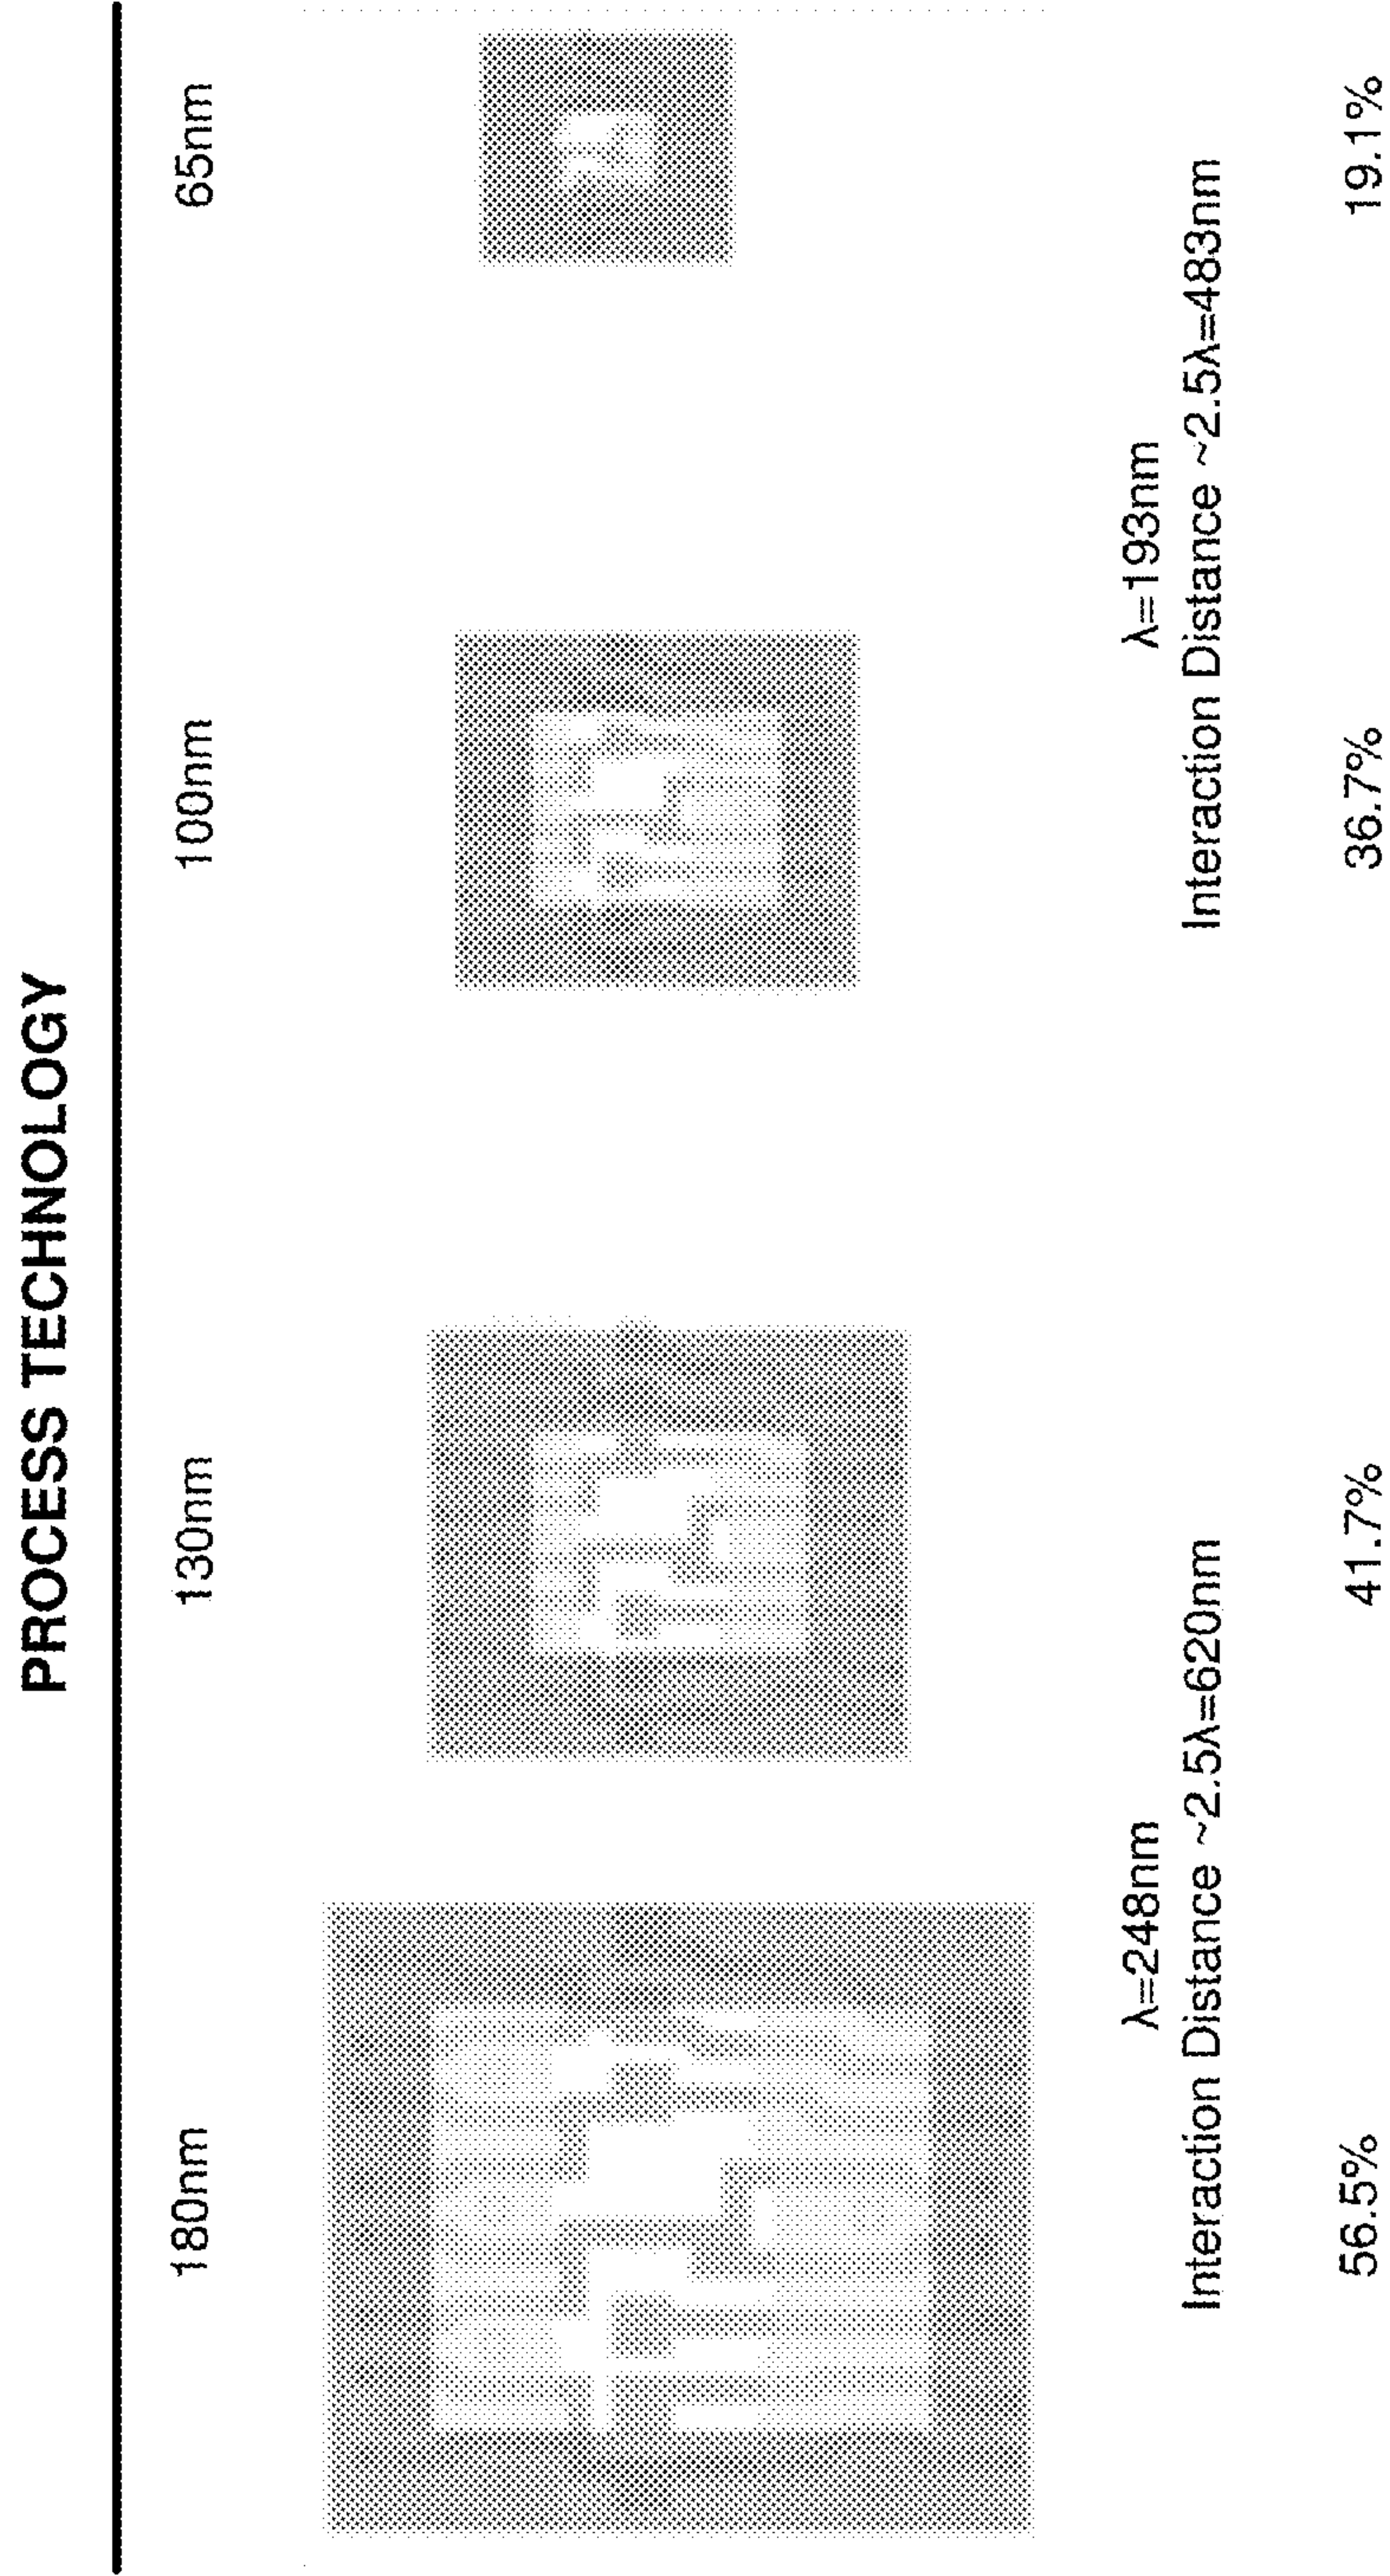 PROCESS TECHNOLOGY
180nm 130nm 100nm 65nm
λ=248nm λ=193nm
Interaction Distance ~2.5λ=620nm Interaction Distance ~2.5λ=483nm
56.5% 41.7% 36.7% 19.1%